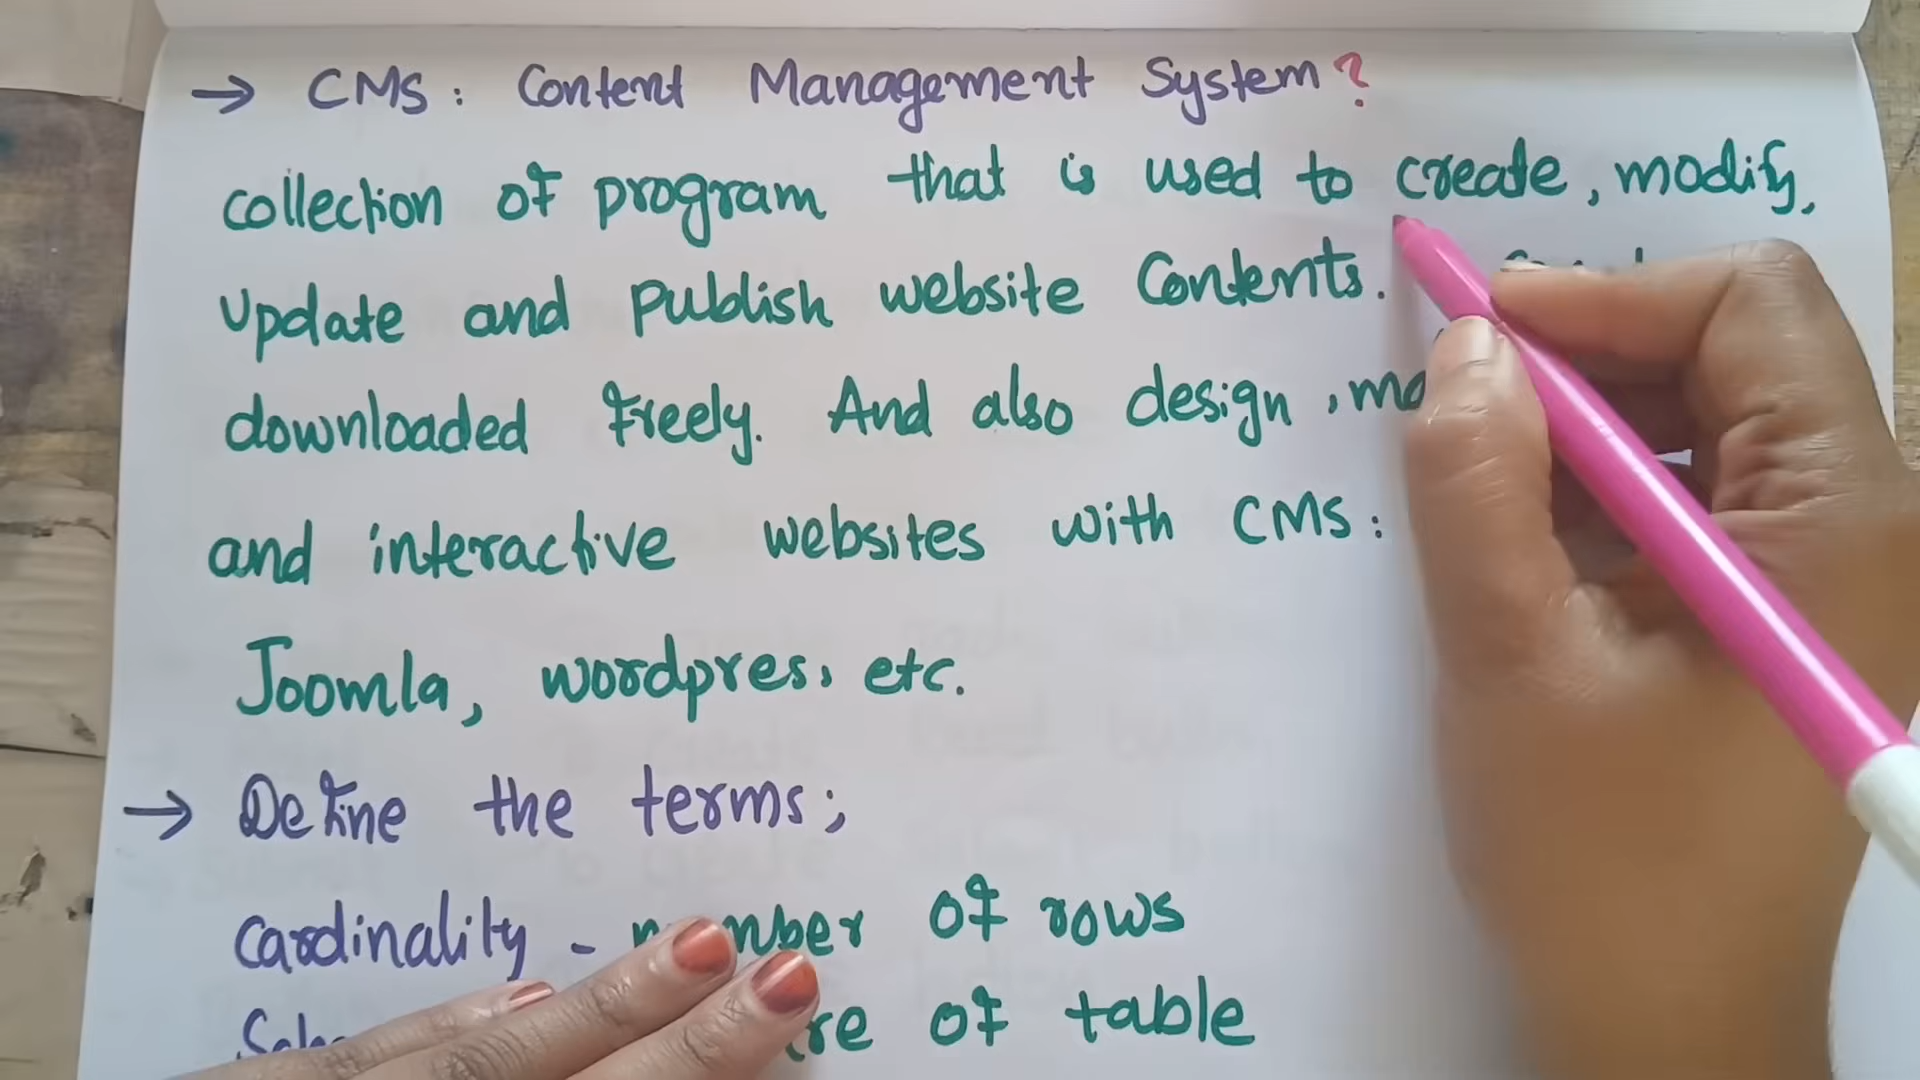 → CMS: Content Management System?
collection of program that is used to create, modify,
Update and Publish website Contents.
downloaded freely. And also design,
and interactive websites with CMS:
Joomla, wordpres, etc.
→ Define the terms;
Cardinality - number of rows
of table